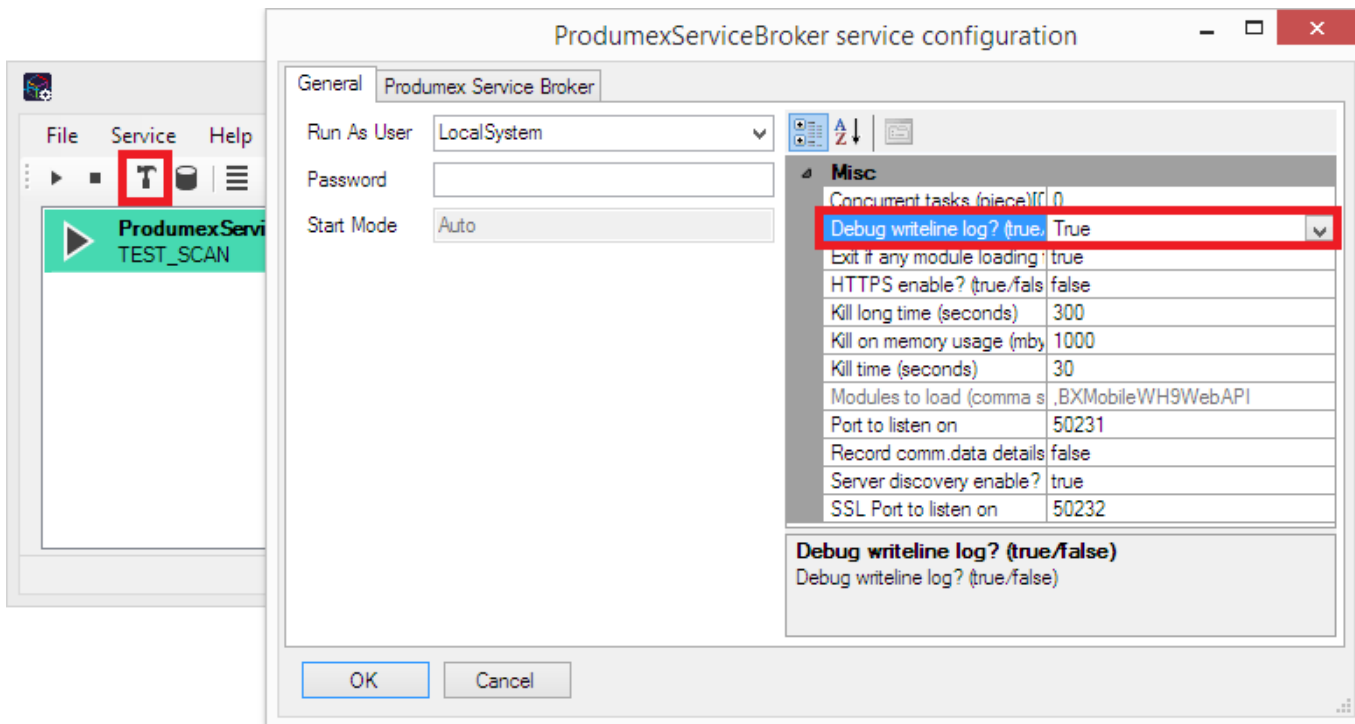 ProdumexServiceBroker service configuration
File Service Help
ProdumexServi
TEST_SCAN
General Produmex Service Broker
Run As User LocalSystem
Password
Start Mode Auto
Misc
Concurrent tasks (piece)[( 0
Debug writeline log? (true, True
Exit if any module loading true
HTTPS enable? (true/fals false
Kill long time (seconds) 300
Kill on memory usage (mby 1000
Kill time (seconds) 30
Modules to load (comma s ,BXMobileWH9WebAPI
Port to listen on 50231
Record comm.data details false
Server discovery enable? true
SSL Port to listen on 50232
Debug writeline log? (true/false)
Debug writeline log? (true/false)
OK Cancel